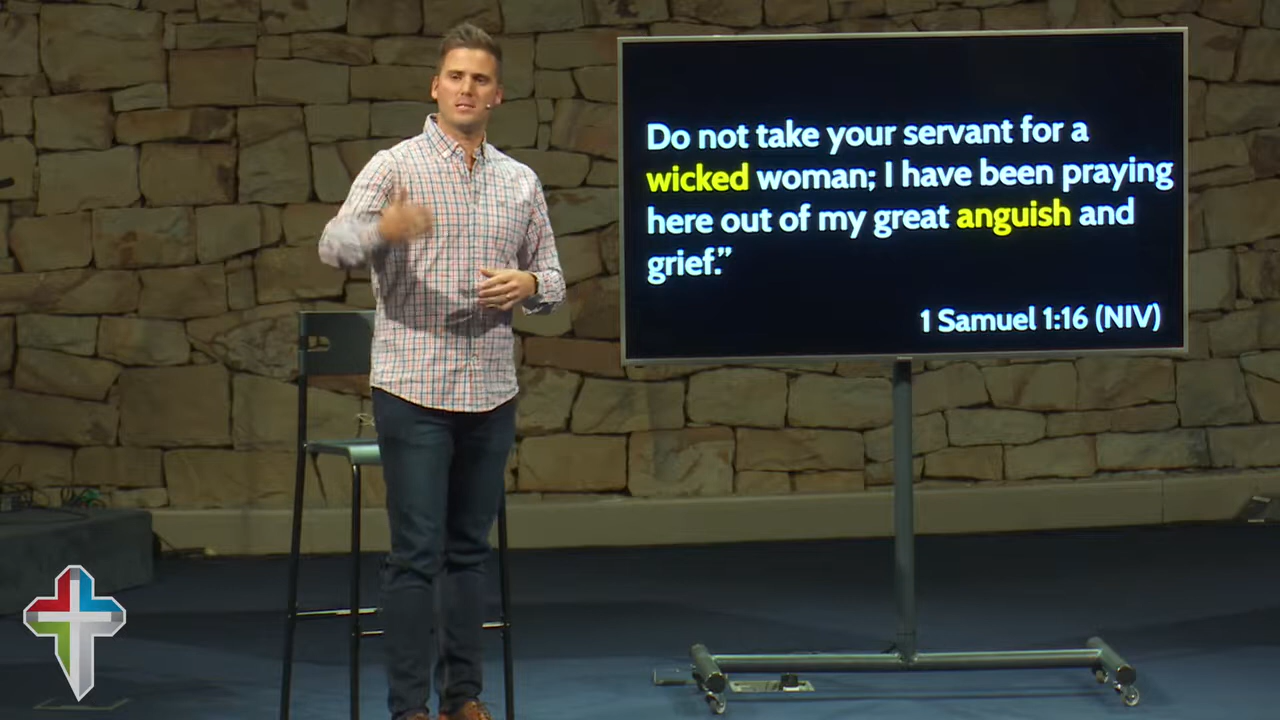 Do not take your servant for a
wicked woman; I have been praying
here out of my great anguish and
grief.”
1 Samuel 1:16 (NIV)